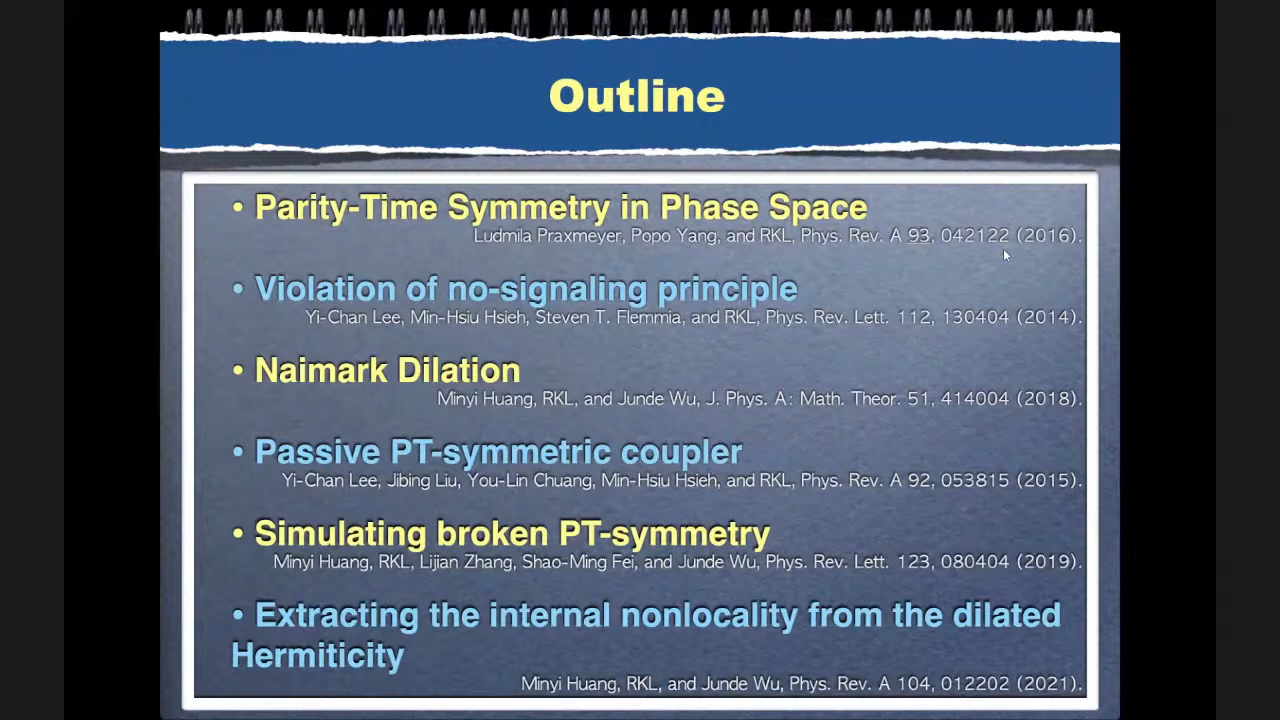 Outline
• Parity-Time Symmetry in Phase Space
Ludmila Praxmeyer, Popo Yang, and RKL, Phys. Rev. A 93, 042122 (2016).
• Violation of no-signaling principle
Yi-Chan Lee, Min-Hsiu Hsieh, Steven T. Flemmia, and RKL, Phys. Rev. Lett. 112, 130404 (2014).
• Naimark Dilation
Minyi Huang, RKL, and Junde Wu, J. Phys. A: Math. Theor. 51, 414004 (2018).
• Passive PT-symmetric coupler
Yi-Chan Lee, Jibing Liu, You-Lin Chuang, Min-Hsiu Hsieh, and RKL, Phys. Rev. A 92, 053815 (2015).
• Simulating broken PT-symmetry
Minyi Huang, RKL, Lijian Zhang, Shao-Ming Fei, and Junde Wu, Phys. Rev. Lett. 123, 080404 (2019).
• Extracting the internal nonlocality from the dilated
Hermiticity
Minyi Huang, RKL, and Junde Wu, Phys. Rev. A 104, 012202 (2021).